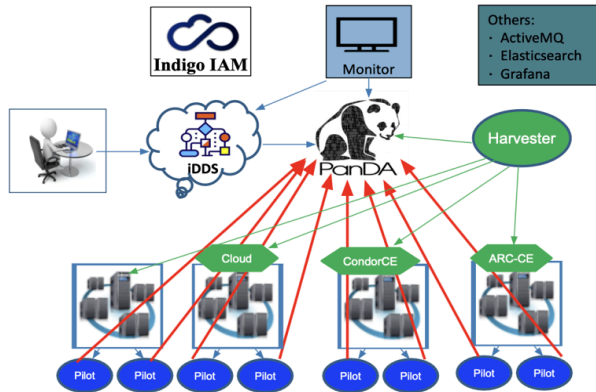 Indigo IAM
Monitor
Others:
· ActiveMQ
· Elasticsearch
· Grafana
iDDS
PanDA
Harvester
Cloud
CondorCE
ARC-CE
Pilot
Pilot
Pilot
Pilot
Pilot
Pilot
Pilot
Pilot